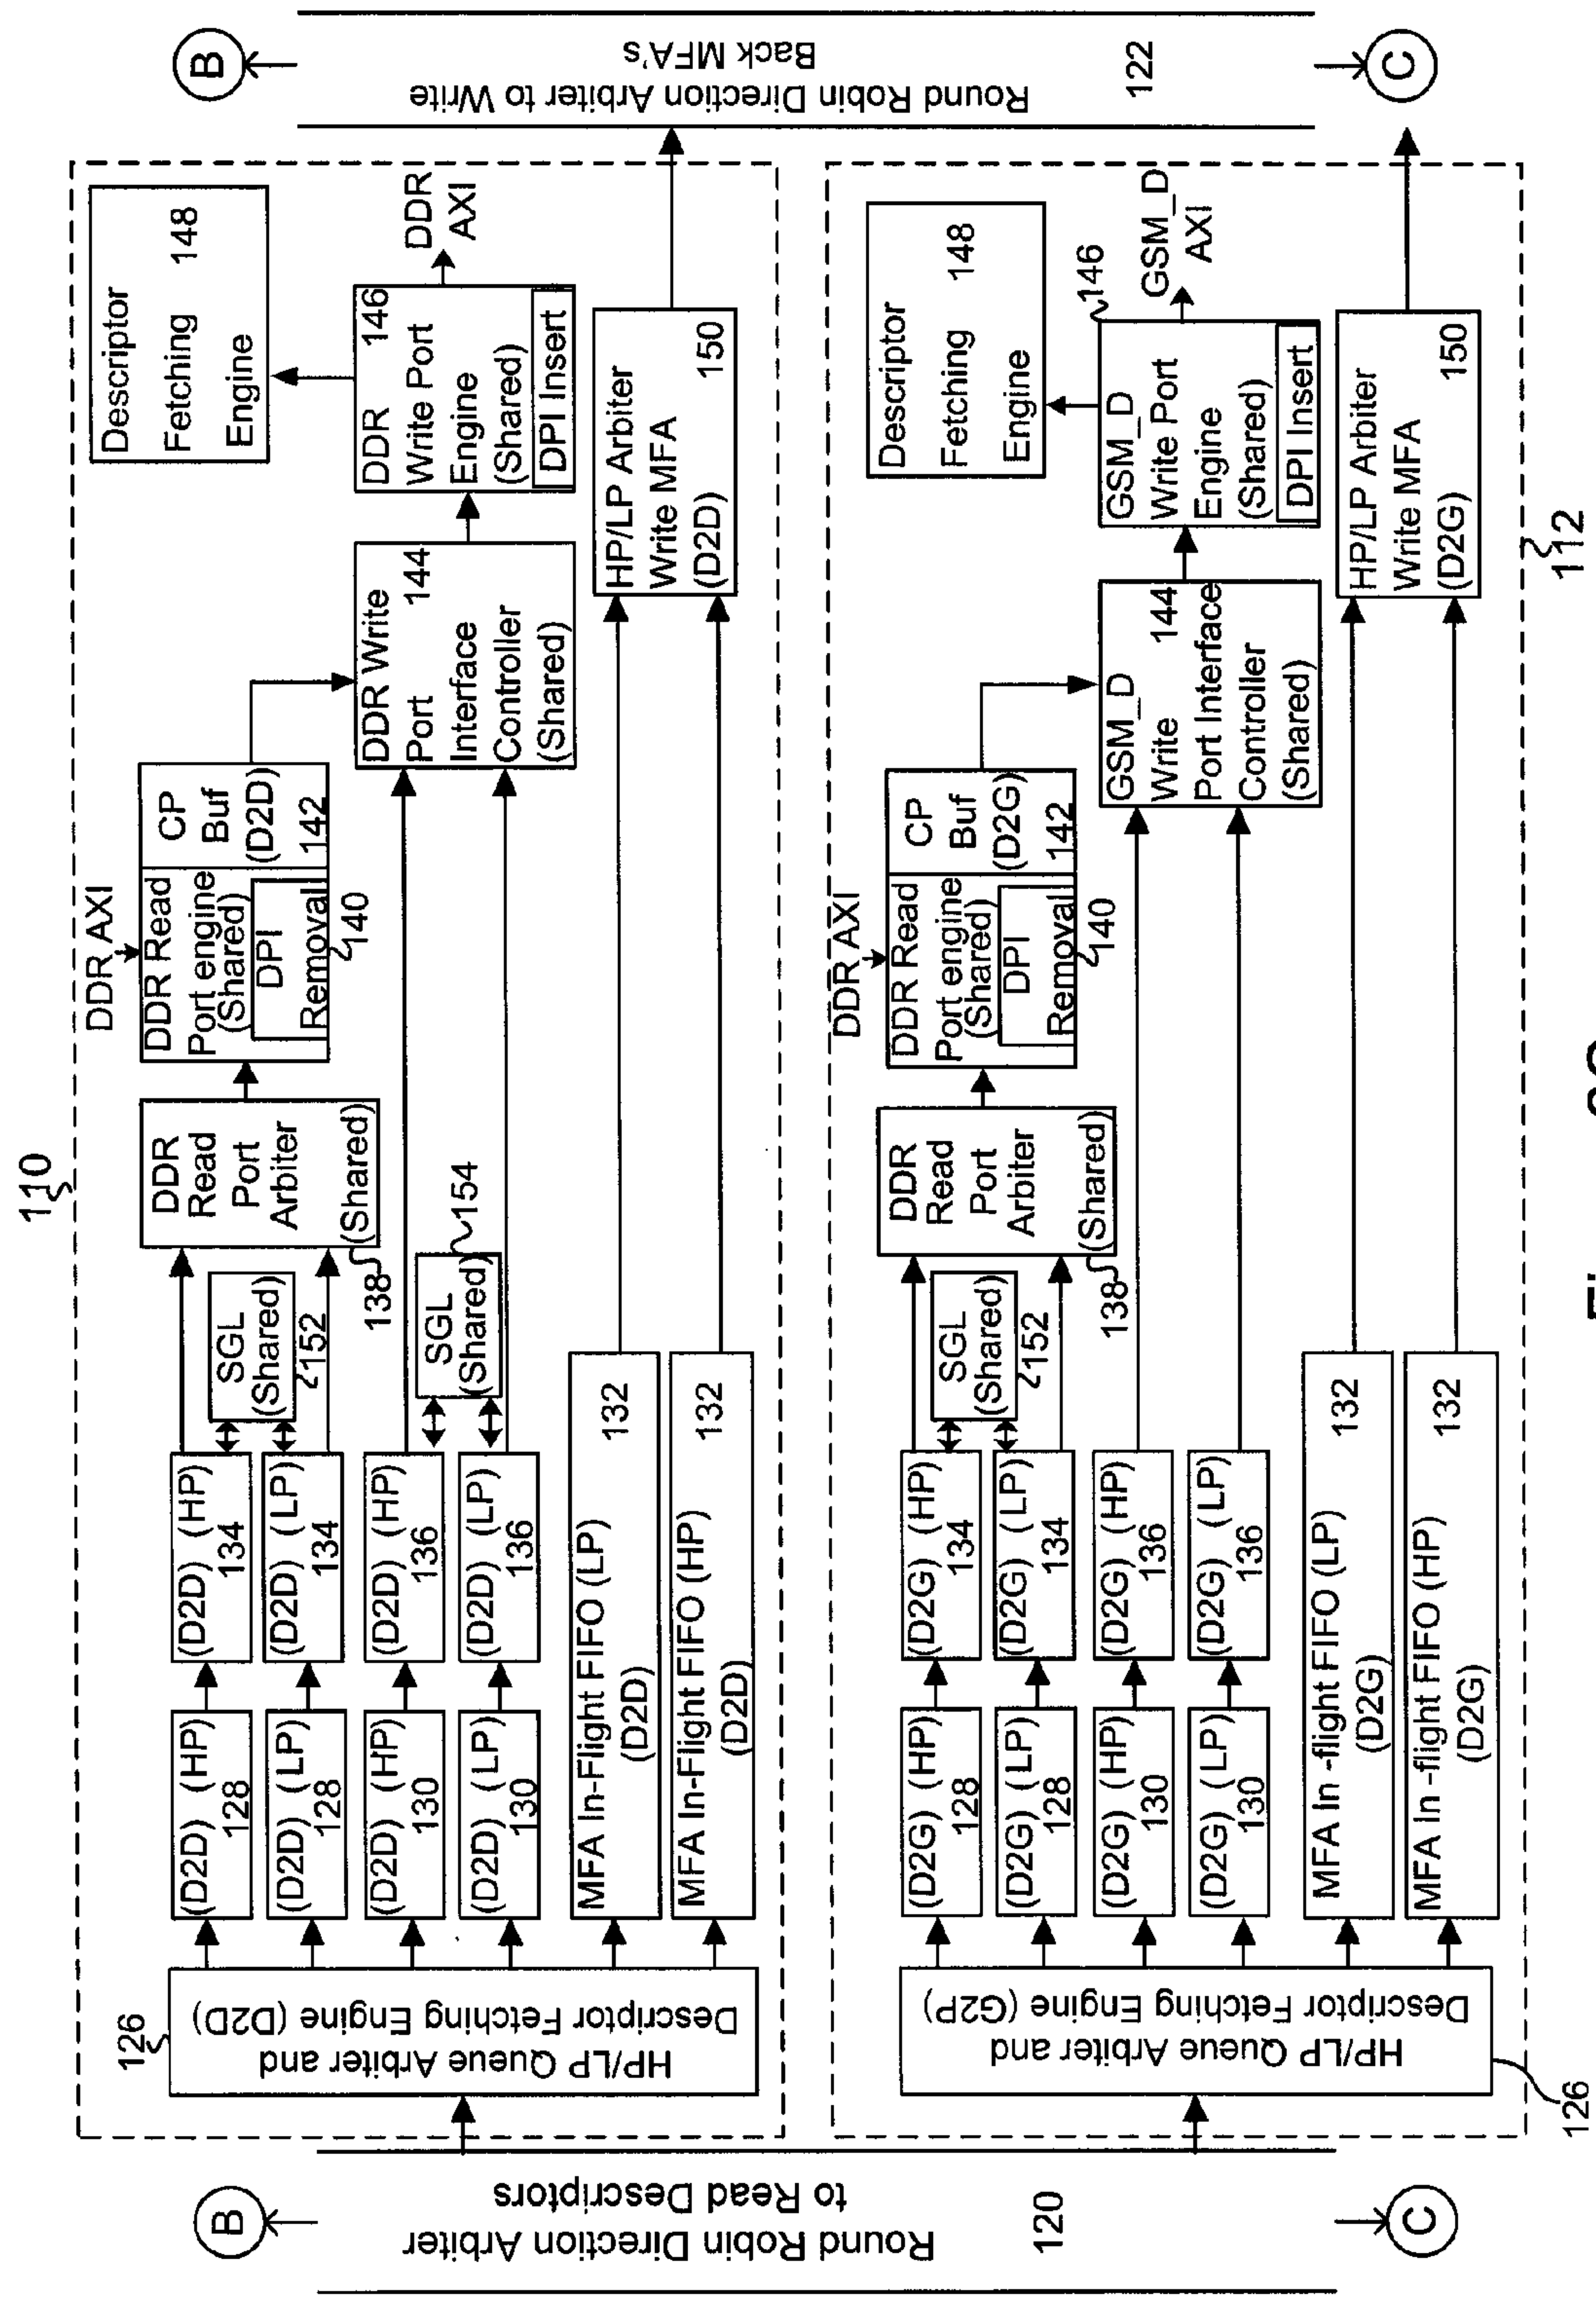 110
B
Round Robin Direction Arbiter
to Read Descriptors
120
C
126
HP/LP Queue Arbiter and
Descriptor Fetching Engine (D2D)
(D2D) (HP)
128
(D2D) (LP)
128
(D2D) (HP)
130
(D2D) (LP)
130
MFA In-Flight FIFO (LP)
132
(D2D)
MFA In-Flight FIFO (HP)
132
(D2D)
(D2D) (HP)
134
(D2D) (LP)
134
(D2D) (HP)
136
(D2D) (LP)
136
SGL
(Shared)
152
SGL
(Shared)
154
DDR
Read
Port
Arbiter
(Shared)
138
DDR AXI
DDR Read
Port engine
(Shared)
DPI
Removal
140
CP
Buf
(D2D)
142
DDR Write
Port 144
Interface
Controller
(Shared)
DDR 146
Write Port
Engine
(Shared)
DPI Insert
DDR
AXI
Descriptor
Fetching 148
Engine
HP/LP Arbiter
Write MFA
(D2D) 150
B
Round Robin Direction Arbiter to Write
Back MFA's
122
C
HP/LP Queue Arbiter and
Descriptor Fetching Engine (G2P)
126
(D2G) (HP)
128
(D2G) (LP)
128
(D2G) (HP)
130
(D2G) (LP)
130
MFA In -flight FIFO (LP)
132
(D2G)
MFA In -flight FIFO (HP)
132
(D2G)
(D2G) (HP)
134
(D2G) (LP)
134
(D2G) (HP)
136
(D2G) (LP)
136
SGL
(Shared)
152
DDR
Read
Port
Arbiter
(Shared)
138
DDR AXI
DDR Read
Port engine
(Shared)
DPI
Removal
140
CP
Buf
(D2G)
142
GSM_D
Write 144
Port Interface
Controller
(Shared)
146
GSM_D
Write Port
Engine
(Shared)
DPI Insert
GSM_D
AXI
Descriptor
Fetching 148
Engine
HP/LP Arbiter
Write MFA
(D2G) 150
112